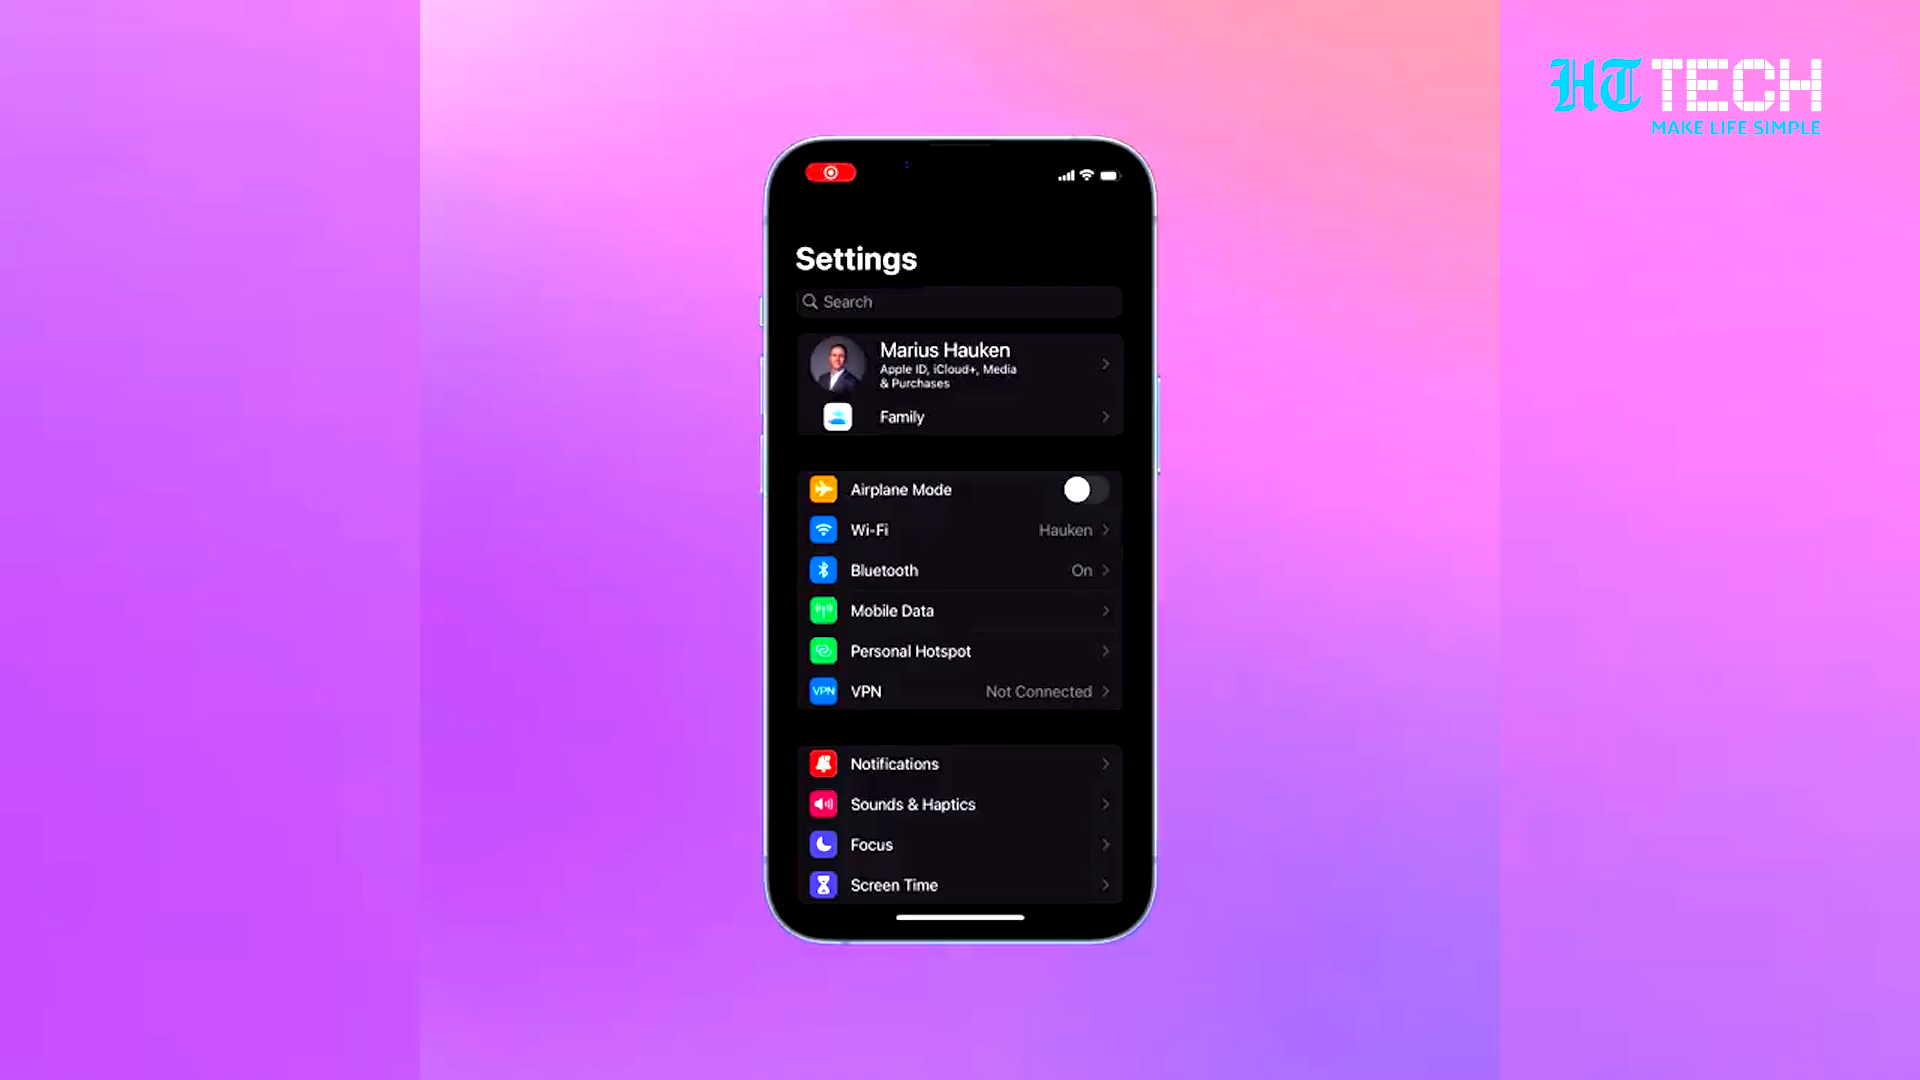 HT TECH
MAKE LIFE SIMPLE
Settings
Search
Marius Hauken
Apple ID, iCloud+, Media
& Purchases
Family
Airplane Mode
Wi-Fi Hauken
Bluetooth On
Mobile Data
Personal Hotspot
VPN VPN Not Connected
Notifications
Sounds & Haptics
Focus
Screen Time